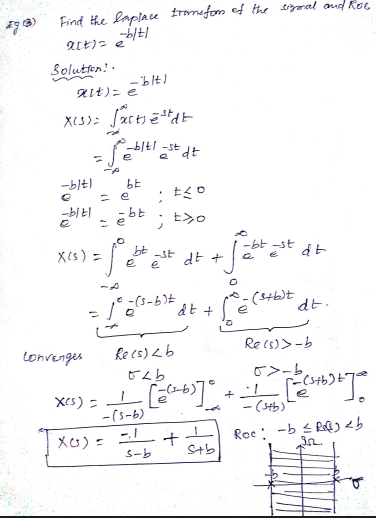 Eg (3) Find the Laplace transfom of the signal and ROC
x(t) = e^{-b|t|}
Solution:-
x(t) = e^{-b|t|}
X(s) = ∫_{-∞}^{∞} x(t) e^{-st} dt
= ∫_{-∞}^{∞} e^{-b|t|} e^{-st} dt
e^{-b|t|} = e^{bt} ; t≤0
e^{-b|t|} = e^{-bt} ; t≥0
X(s) = ∫_{-∞}^{0} e^{bt} e^{-st} dt + ∫_{0}^{∞} e^{-bt} e^{-st} dt
= ∫_{-∞}^{0} e^{-(s-b)t} dt + ∫_{0}^{∞} e^{-(s+b)t} dt.
Converges Re(s) < b Re(s) > -b
σ < b σ > -b
X(s) = 1/-(s-b) [e^{-(s-b)}]_{-∞}^{0} + 1/-(s+b) [e^{-(s+b)t}]_{0}^{∞}
X(s) = -1/s-b + 1/s+b ROC: -b ≤ Re(s) < b
jΩ
-b b σ